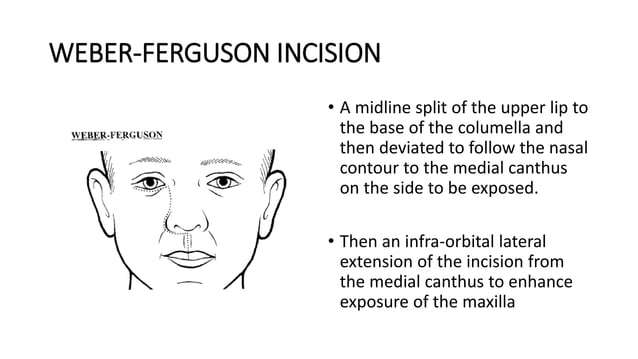 WEBER-FERGUSON INCISION
WEBER-FERGUSON
• A midline split of the upper lip to
the base of the columella and
then deviated to follow the nasal
contour to the medial canthus
on the side to be exposed.
• Then an infra-orbital lateral
extension of the incision from
the medial canthus to enhance
exposure of the maxilla